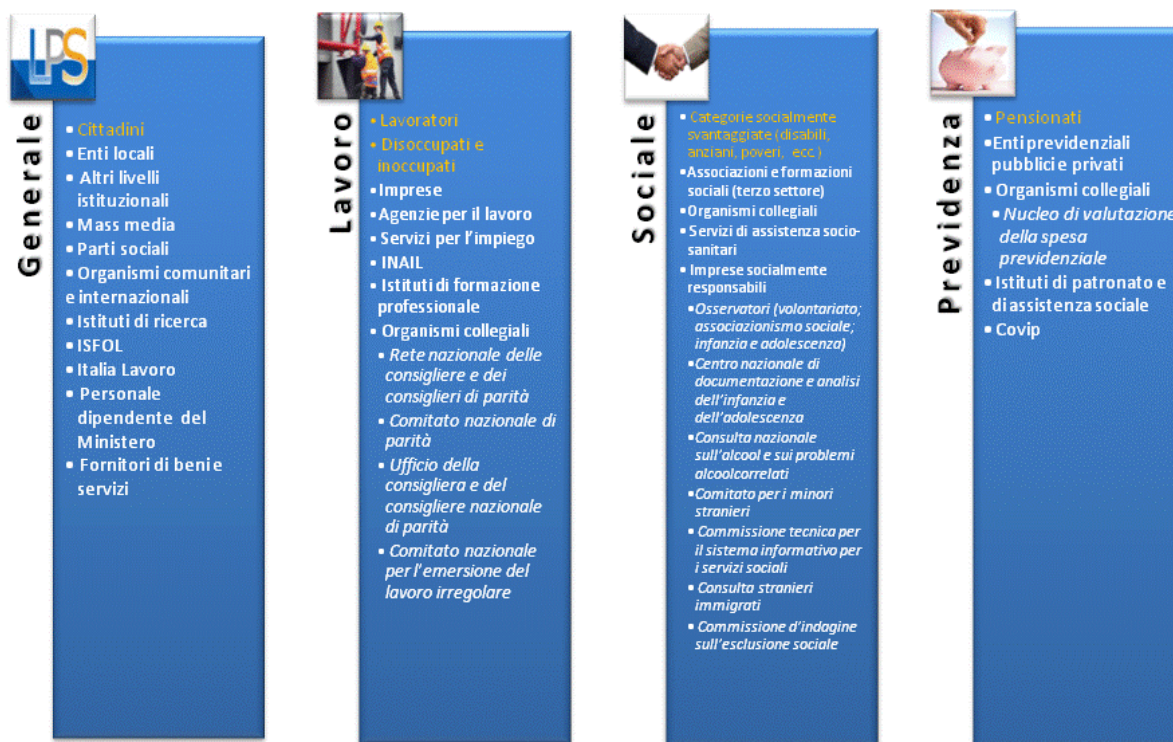 LPS
Generale
▪ Cittadini
▪ Enti locali
▪ Altri livelli
istituzionali
▪ Mass media
▪ Parti sociali
▪ Organismi comunitari
e internazionali
▪ Istituti di ricerca
▪ ISFOL
▪ Italia Lavoro
▪ Personale
dipendente del
Ministero
▪ Fornitori di beni e
servizi
Lavoro
▪ Lavoratori
▪ Disoccupati e
inoccupati
▪ Imprese
▪ Agenzie per il lavoro
▪ Servizi per l'impiego
▪ INAIL
▪ Istituti di formazione
professionale
▪ Organismi collegiali
▪ Rete nazionale delle
consigliere e dei
consiglieri di parità
▪ Comitato nazionale di
parità
▪ Ufficio della
consigliera e del
consigliere nazionale
di parità
▪ Comitato nazionale
per l'emersione del
lavoro irregolare
Sociale
▪ Categorie socialmente
svantaggiate (disabili,
anziani, poveri, ecc.)
▪ Associazioni e formazioni
sociali (terzo settore)
▪ Organismi collegiali
▪ Servizi di assistenza socio-
sanitari
▪ Imprese socialmente
responsabili
▪ Osservatori (volontariato;
associazionismo sociale;
infanzia e adolescenza)
▪ Centro nazionale di
documentazione e analisi
dell'infanzia e
dell'adolescenza
▪ Consulta nazionale
sull'alcool e sui problemi
alcoolcorrelati
▪ Comitato per i minori
stranieri
▪ Commissione tecnica per
il sistema informativo per
i servizi sociali
▪ Consulta stranieri
immigrati
▪ Commissione d'indagine
sull'esclusione sociale
Previdenza
▪ Pensionati
▪ Enti previdenziali
pubblici e privati
▪ Organismi collegiali
▪ Nucleo di valutazione
della spesa
previdenziale
▪ Istituti di patronato e
di assistenza sociale
▪ Covip